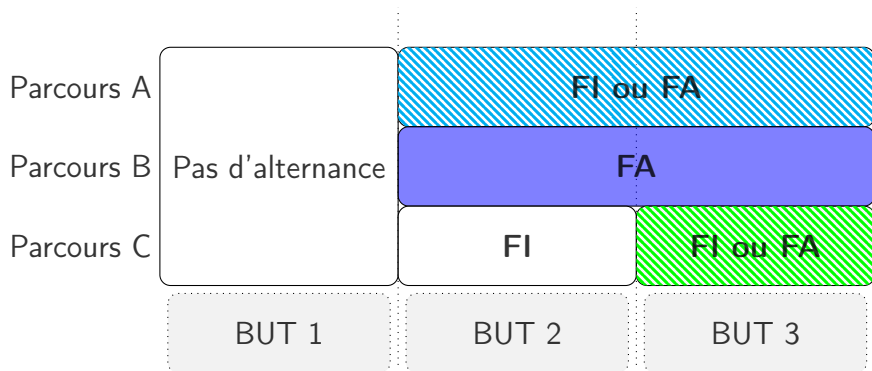 Parcours A
FI ou FA
Parcours B
Pas d'alternance
FA
Parcours C
FI
FI ou FA
BUT 1
BUT 2
BUT 3